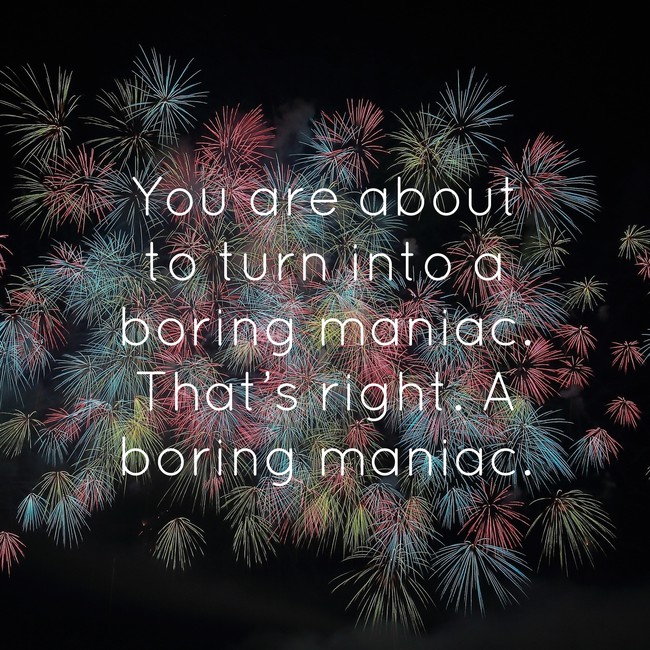 You are about
to turn into a
boring maniac.
That's right. A
boring maniac.